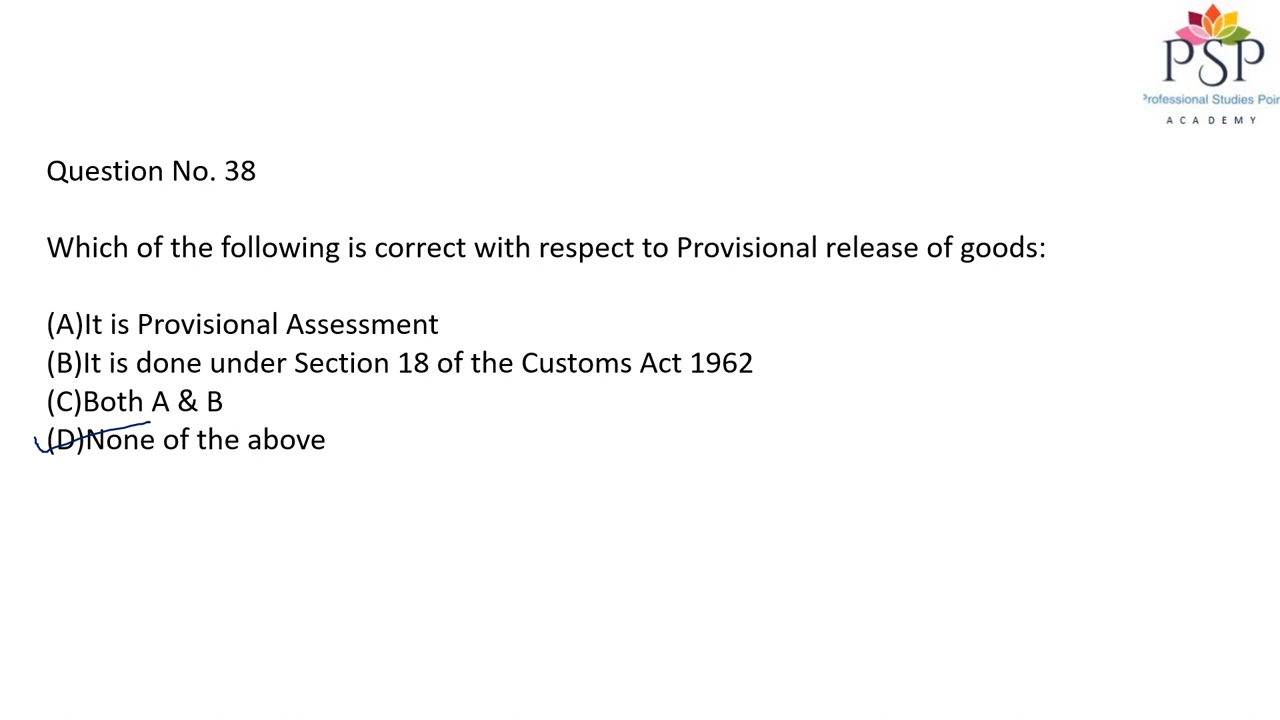 PSP
Professional Studies Poin
ACADEMY
Question No. 38
Which of the following is correct with respect to Provisional release of goods:
(A)It is Provisional Assessment
(B)It is done under Section 18 of the Customs Act 1962
(C)Both A & B
(D)None of the above